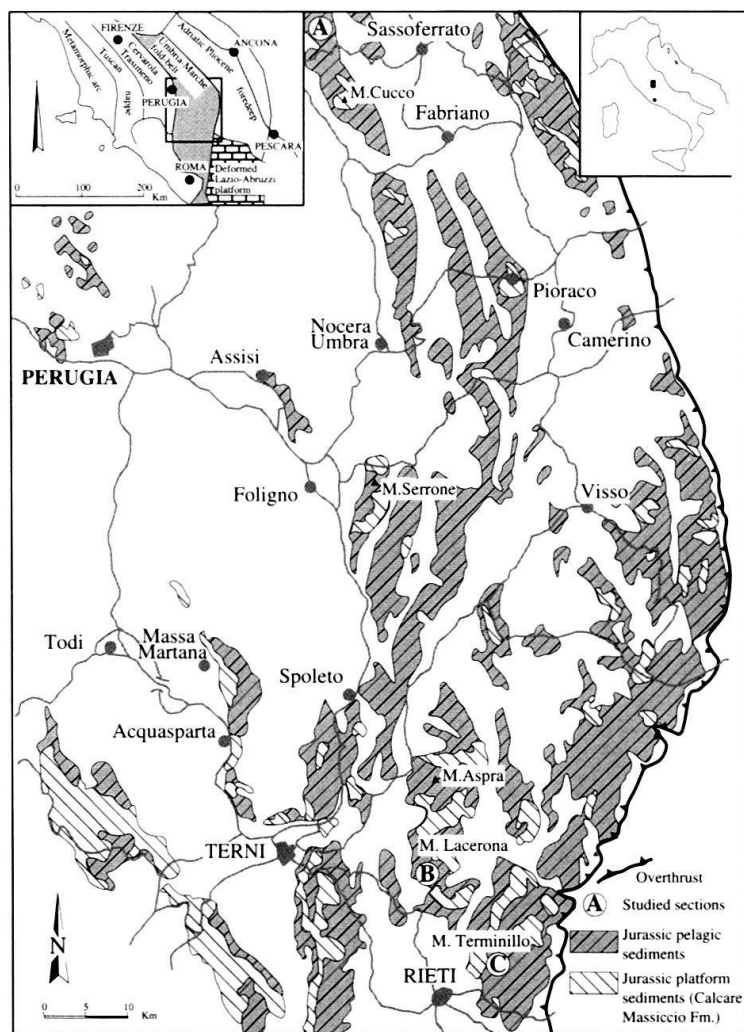 FIRENZE
ANCONA
Metamorphic arc
Tuscan
nappe
Cervarola
Trasimeno
Umbria-Marche
fold-belt
Adriatic Pliocene
foredeep
PERUGIA
PESCARA
ROMA
Deformed
Lazio-Abruzzi
platform
0 100 200
Km
A
Sassoferrato
M.Cucco
Fabriano
Pioraco
Nocera
Umbra
Camerino
PERUGIA
Assisi
Foligno
M.Serrone
Visso
Todi
Massa
Martana
Spoleto
Acquasparta
M.Aspra
TERNI
M. Lacerona
B
M. Terminillo
C
RIETI
N
0 5 10
Km
Overthrust
A Studied sections
Jurassic pelagic
sediments
Jurassic platform
sediments (Calcare
Massiccio Fm.)